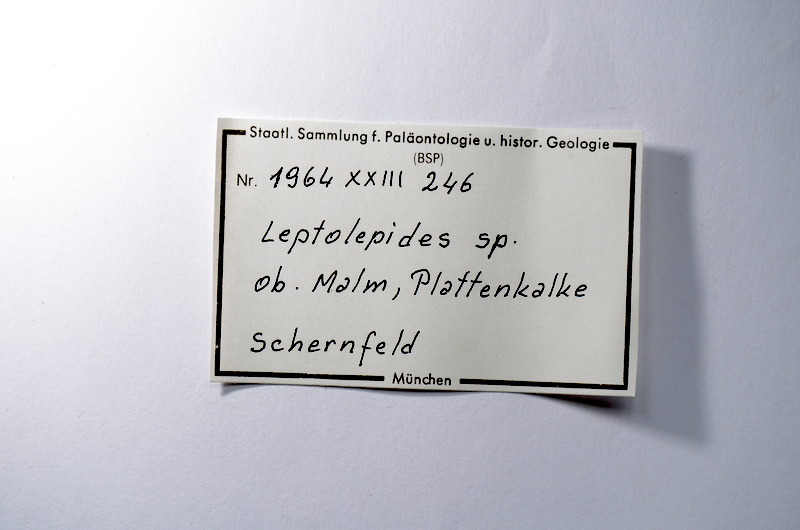 Staatl. Sammlung f. Paläontologie u. histor. Geologie
(BSP)
Nr. 1964 XXIII 246
Leptolepides sp.
ob. Malm, Plattenkalke
Schernfeld
München